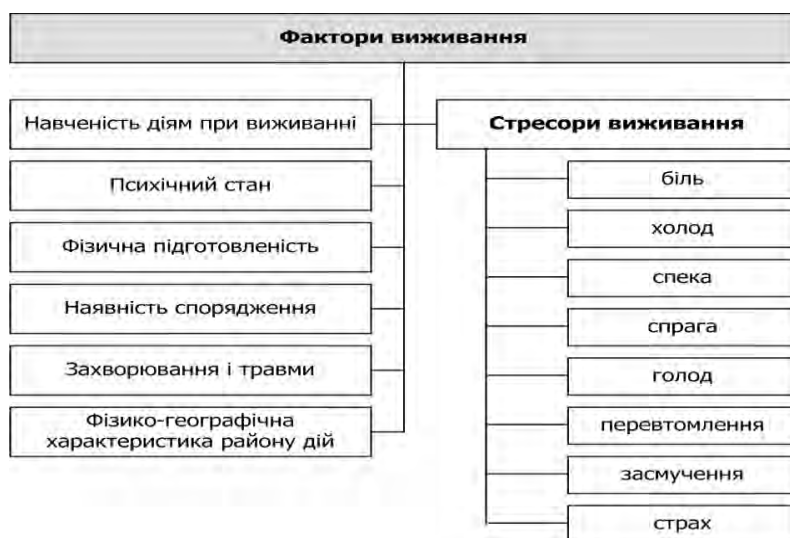 Фактори виживання
Навченість діям при виживанні
Психічний стан
Фізична підготовленість
Наявність спорядження
Захворювання і травми
Фізико-географічна
характеристика району дій
Стресори виживання
біль
холод
спека
спрага
голод
перевтомлення
засмучення
страх